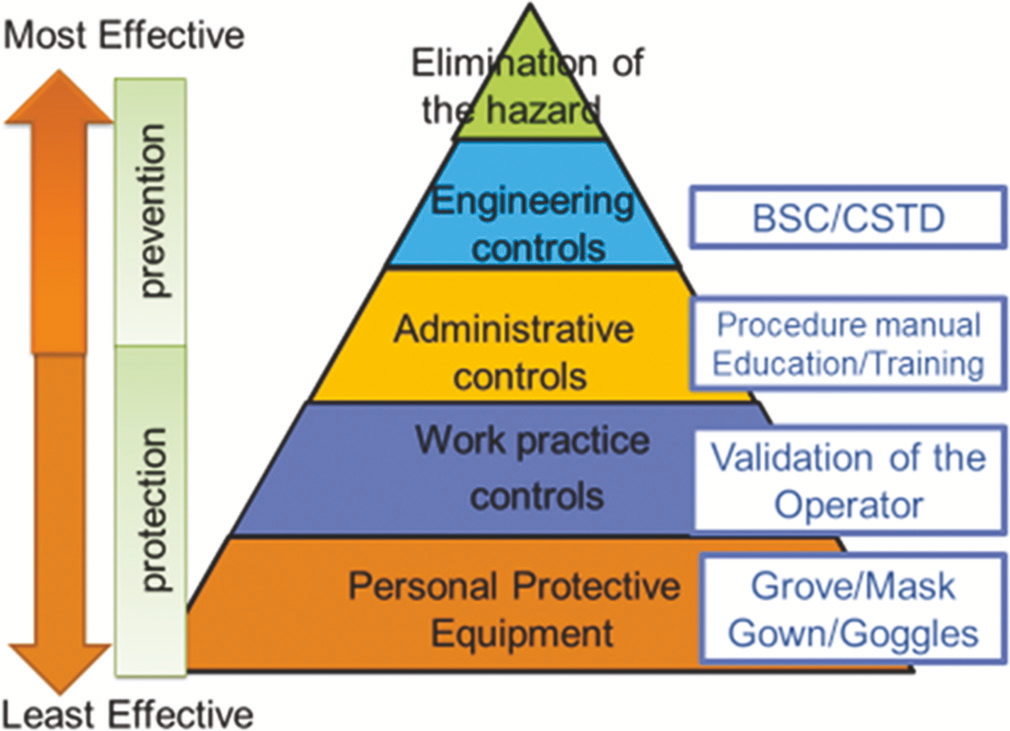 Most Effective
prevention
protection
Least Effective
Elimination of
the hazard
Engineering
controls
BSC/CSTD
Administrative
controls
Procedure manual
Education/Training
Work practice
controls
Validation of the
Operator
Personal Protective
Equipment
Grove/Mask
Gown/Goggles